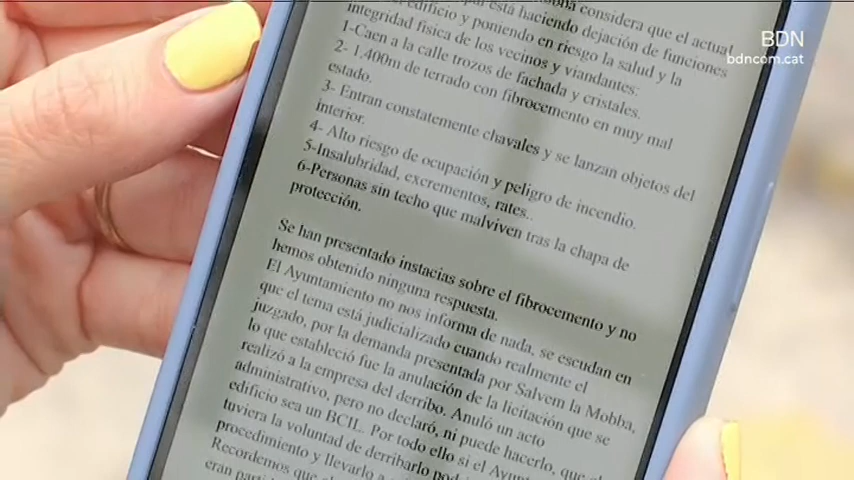 BDN
bdncom.cat
considera que el actual
está haciendo dejación de funciones
edificio y poniendo en riesgo la salud y la
integridad física de los vecinos y viandantes:
1-Caen a la calle trozos de fachada y cristales.
2- 1.400m de terrado con fibrocemento en muy mal
estado.
3- Entran constatemente chavales y se lanzan objetos del
interior.
4- Alto riesgo de ocupación y peligro de incendio.
5-Insalubridad, excrementos, rates..
6-Personas sin techo que malviven tras la chapa de
protección.
Se han presentado instacias sobre el fibrocemento y no
hemos obtenido ninguna respuesta.
El Ayuntamiento no nos informa de nada, se escudan en
que el tema está judicializado cuando realmente el
juzgado, por la demanda presentada por Salvem la Mobba,
lo que estableció fue la anulación de la licitación que se
realizó a la empresa del derribo. Anuló un acto
administrativo, pero no declaró, ni puede hacerlo, que el
edificio sea un BCIL. Por todo ello si el
tuviera la voluntad de derribarlo
procedimiento y llevarlo a
Recordemos que
eran